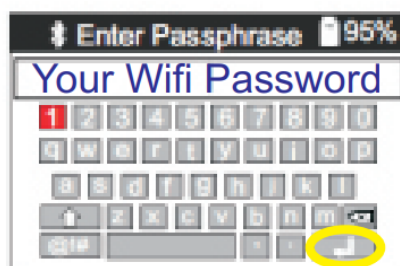 Enter Passphrase 95%
Your Wifi Password
1 2 3 4 5 6 7 8 9 0
q w e r t y u i o p
a s d f g h j k l
z x c v b n m
@!#